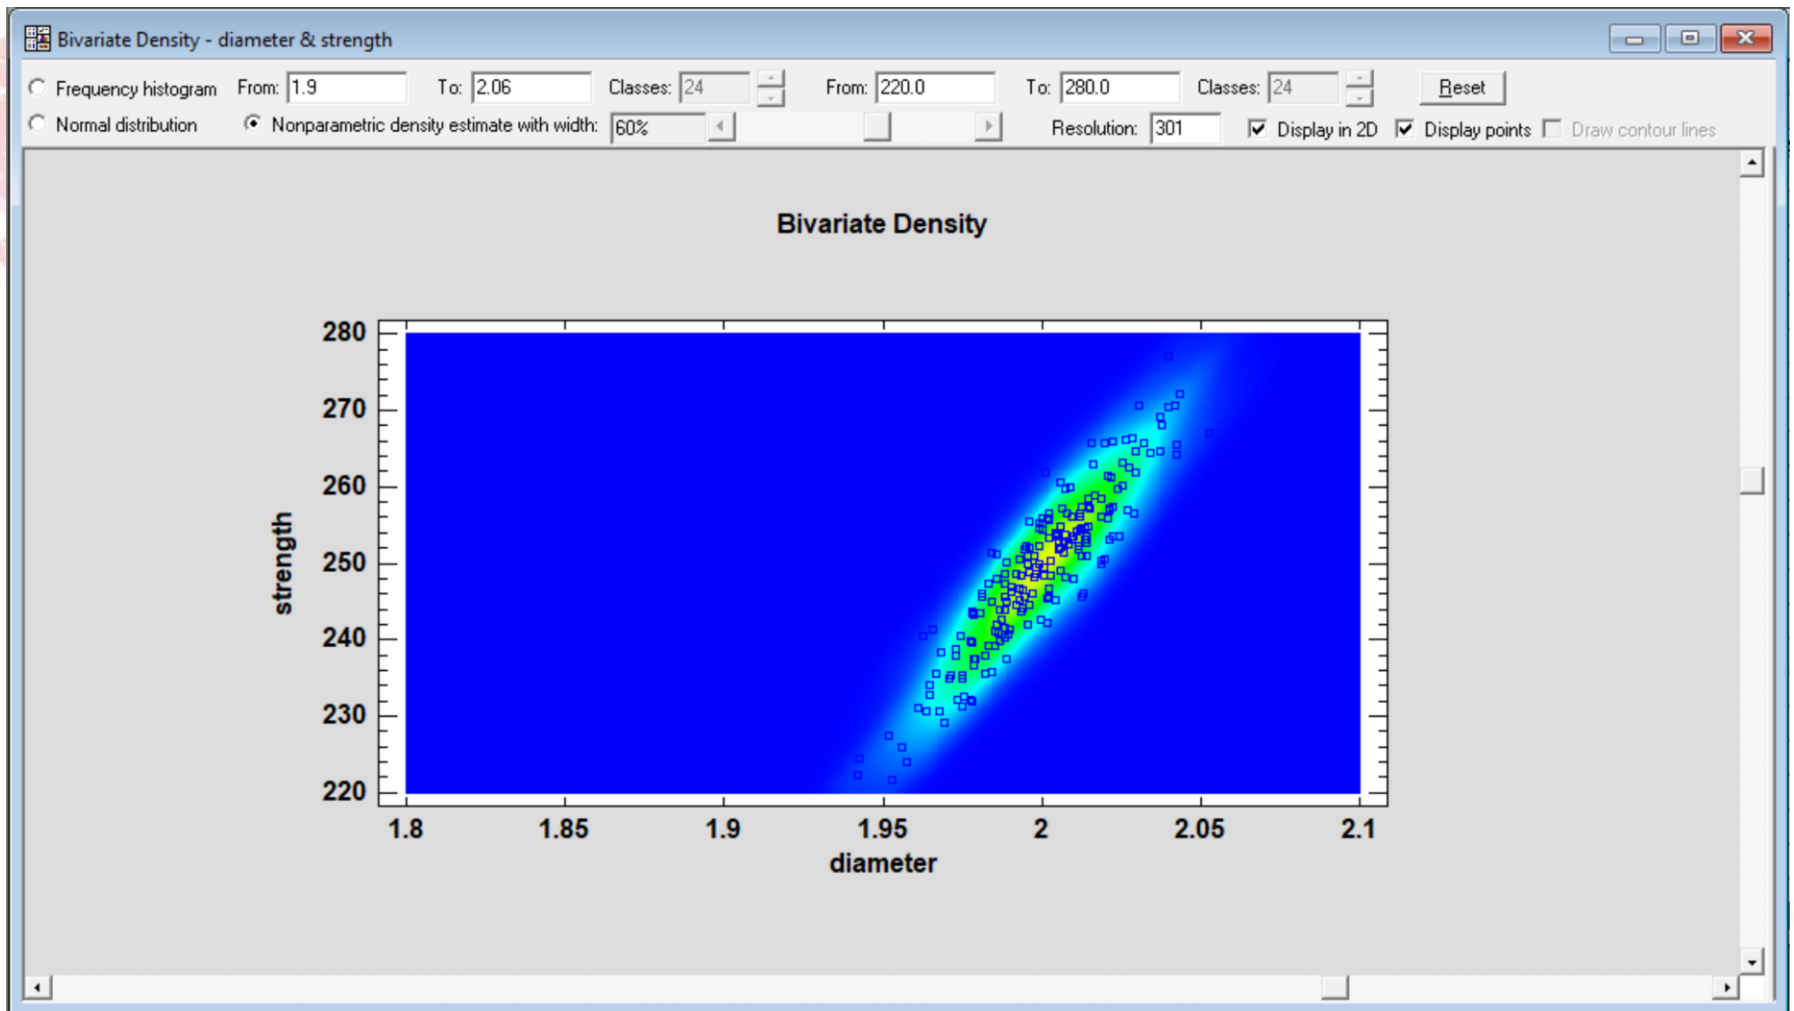 Bivariate Density - diameter & strength
Frequency histogram From: 1.9 To: 2.06 Classes: 24 From: 220.0 To: 280.0 Classes: 24 Reset
Normal distribution Nonparametric density estimate with width: 60% Resolution: 301 Display in 2D Display points Draw contour lines
Bivariate Density
280
270
260
250
240
230
220
strength
1.8 1.85 1.9 1.95 2 2.05 2.1
diameter